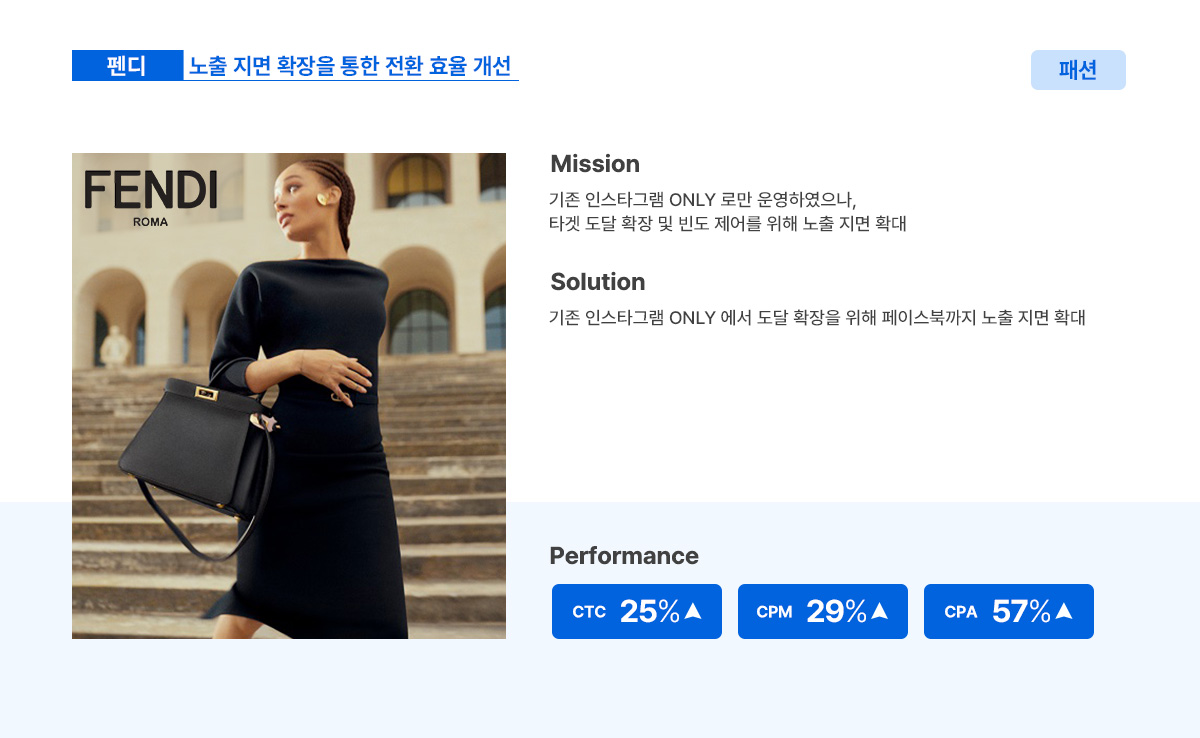 펜디 노출 지면 확장을 통한 전환 효율 개선
패션
FENDI
ROMA
Mission
기존 인스타그램 ONLY 로만 운영하였으나,
타겟 도달 확장 및 빈도 제어를 위해 노출 지면 확대
Solution
기존 인스타그램 ONLY 에서 도달 확장을 위해 페이스북까지 노출 지면 확대
Performance
CTC 25%▲ CPM 29%▲ CPA 57%▲